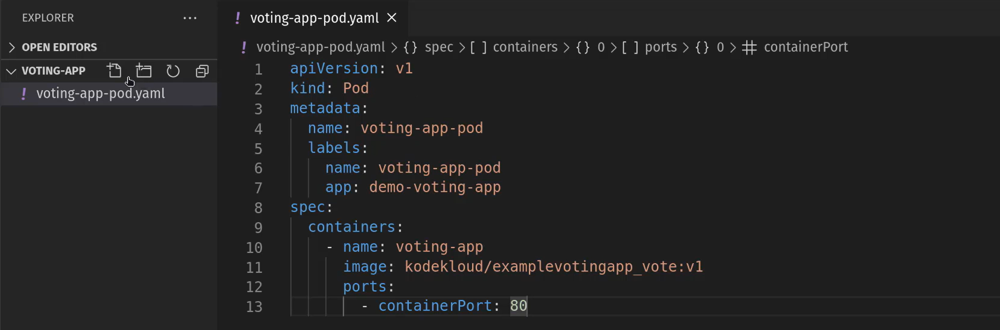 EXPLORER ...
OPEN EDITORS
VOTING-APP
! voting-app-pod.yaml
! voting-app-pod.yaml ×
! voting-app-pod.yaml > {} spec > [ ] containers > {} 0 > [ ] ports > {} 0 > # containerPort
1 apiVersion: v1
2 kind: Pod
3 metadata:
4   name: voting-app-pod
5   labels:
6     name: voting-app-pod
7     app: demo-voting-app
8 spec:
9   containers:
10     - name: voting-app
11       image: kodekloud/examplevotingapp_vote:v1
12       ports:
13         - containerPort: 80